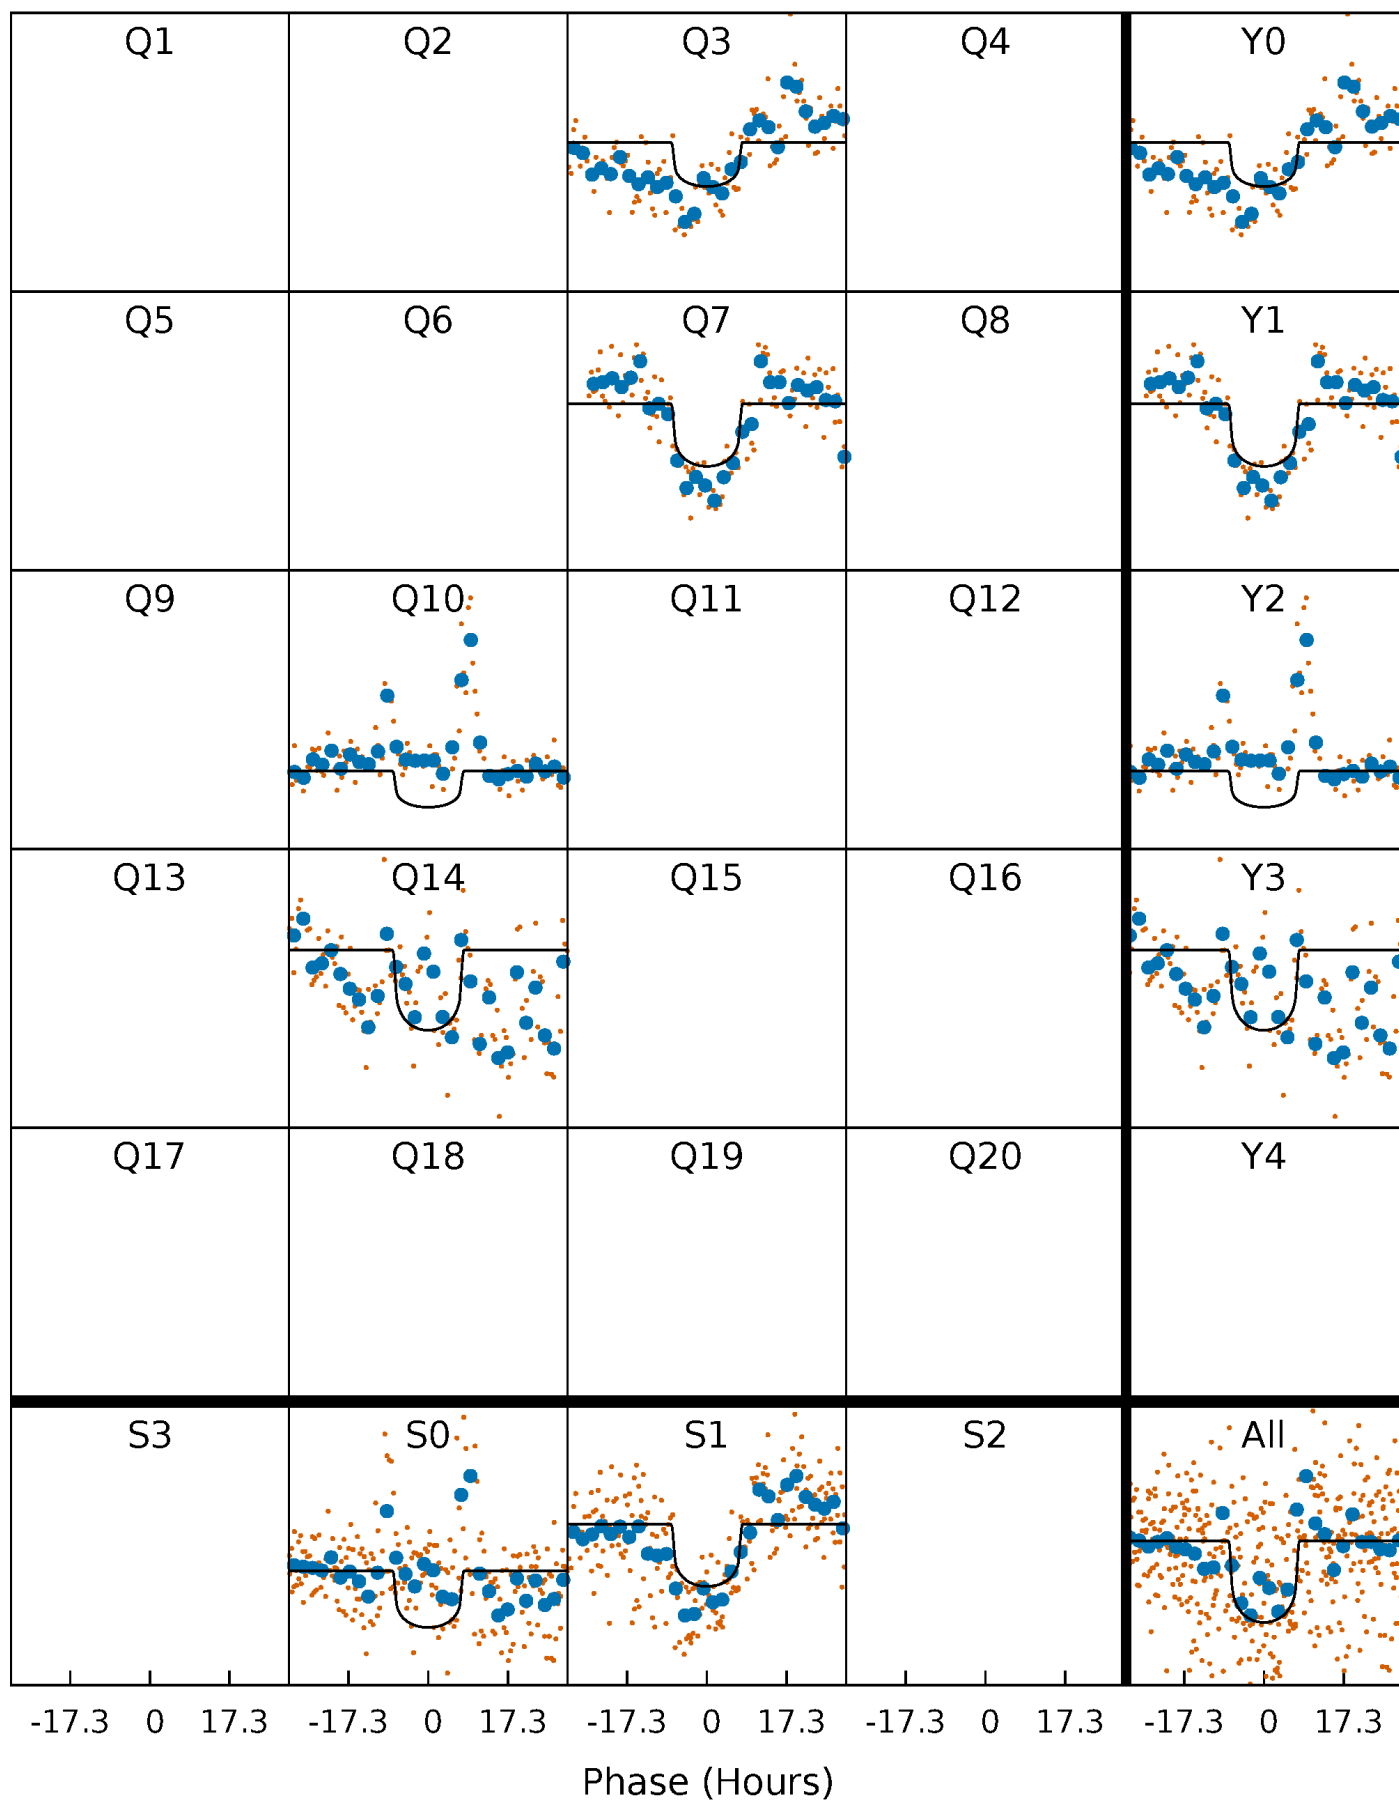 Q1 Q2 Q3 Q4 Y0
Q5 Q6 Q7 Q8 Y1
Q9 Q10 Q11 Q12 Y2
Q13 Q14 Q15 Q16 Y3
Q17 Q18 Q19 Q20 Y4
S3 S0 S1 S2 All
-17.3 0 17.3 -17.3 0 17.3 -17.3 0 17.3 -17.3 0 17.3 -17.3 0 17.3
Phase (Hours)